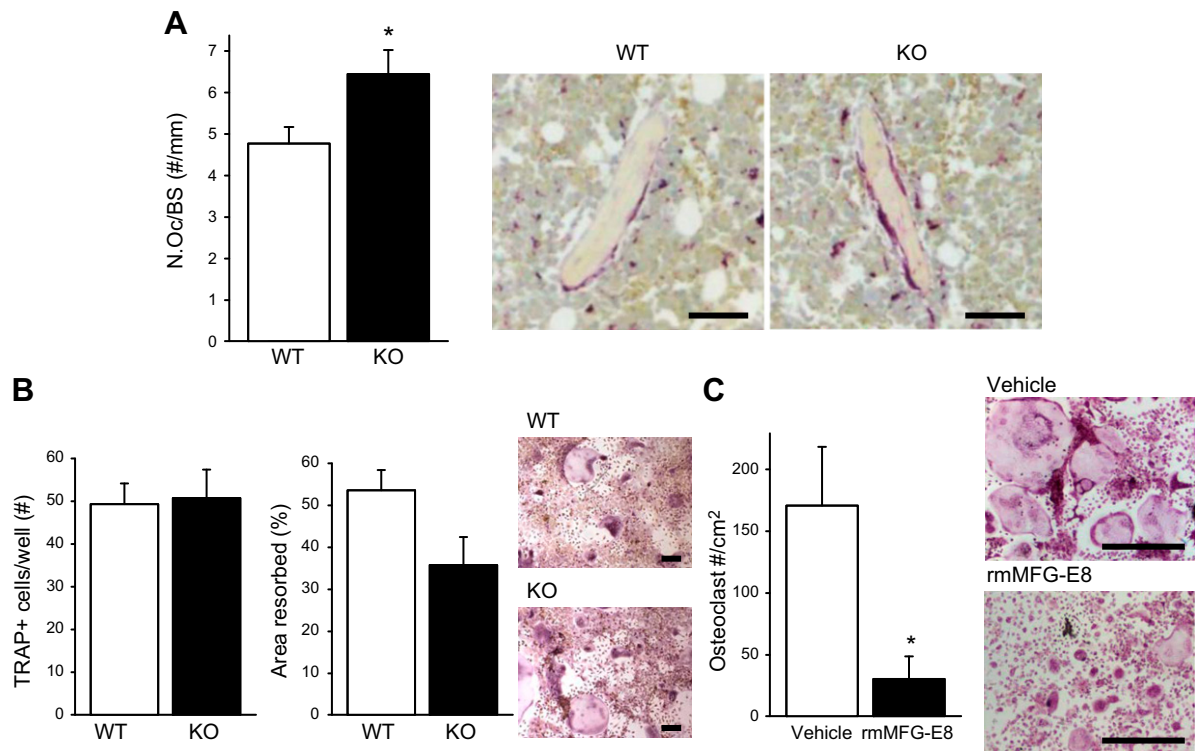 A
N.Oc/BS (#/mm)
7
6
5
4
3
2
1
0
*
WT
KO
WT
KO
B
TRAP+ cells/well (#)
60
50
40
30
20
10
0
WT
KO
Area resorbed (%)
60
50
40
30
20
10
0
WT
KO
WT
KO
C
Osteoclast #/cm²
200
150
100
50
0
*
Vehicle
rmMFG-E8
Vehicle
rmMFG-E8